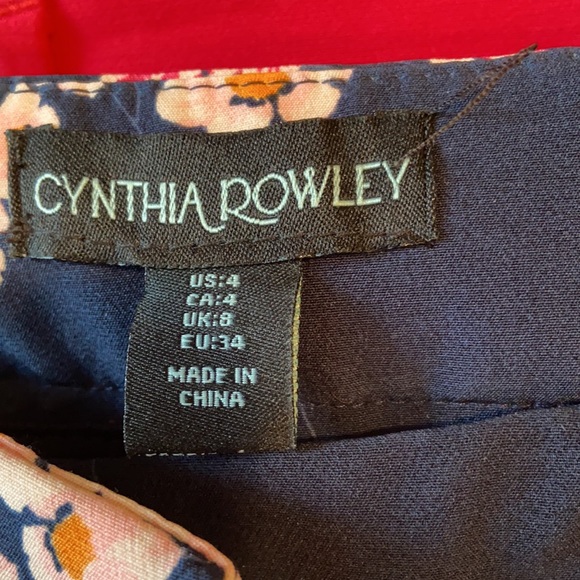 CYNTHIA ROWLEY
US:4
CA:4
UK:8
EU:34
MADE IN
CHINA